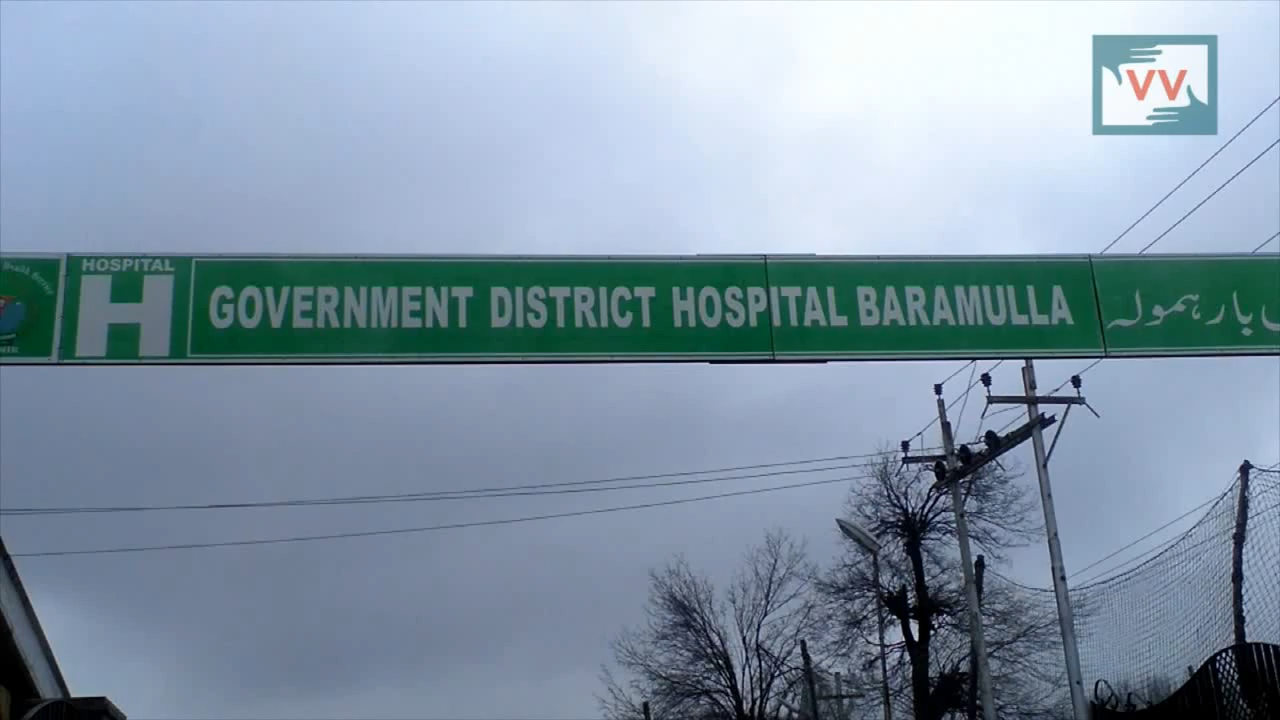 VV
HOSPITAL
H
GOVERNMENT DISTRICT HOSPITAL BARAMULLA
بارہمولہ